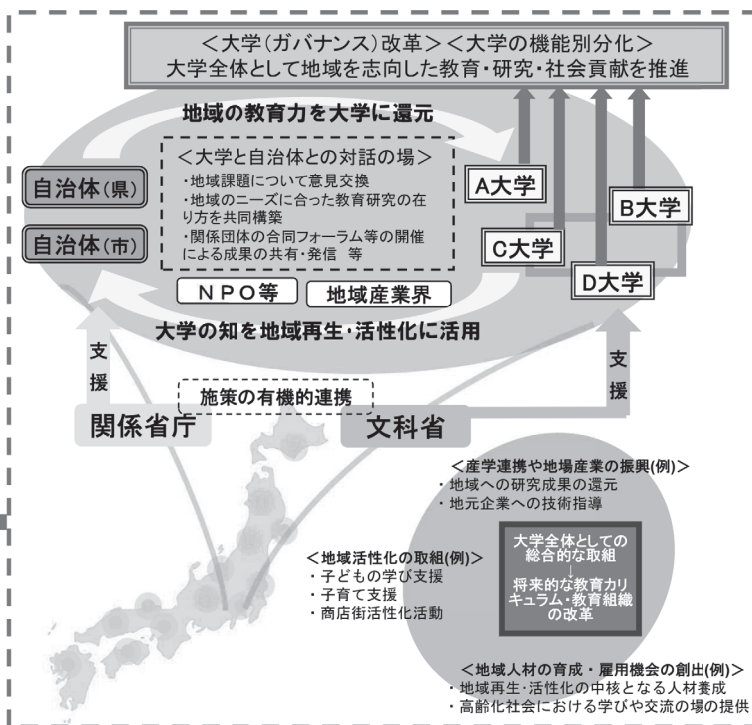 ＜大学(ガバナンス)改革＞＜大学の機能別分化＞
大学全体として地域を志向した教育・研究・社会貢献を推進
地域の教育力を大学に還元
＜大学と自治体との対話の場＞
・地域課題について意見交換
・地域のニーズに合った教育研究の在
り方を共同構築
・関係団体の合同フォーラム等の開催
による成果の共有・発信 等
自治体(県)
自治体(市)
A大学
B大学
C大学
D大学
ＮＰＯ等
地域産業界
大学の知を地域再生・活性化に活用
支援
支援
施策の有機的連携
関係省庁
文科省
＜産学連携や地場産業の振興(例)＞
・地域への研究成果の還元
・地元企業への技術指導
大学全体としての
総合的な取組
↓
将来的な教育カリ
キュラム・教育組織
の改革
＜地域活性化の取組(例)＞
・子どもの学び支援
・子育て支援
・商店街活性化活動
＜地域人材の育成・雇用機会の創出(例)＞
・地域再生・活性化の中核となる人材養成
・高齢化社会における学びや交流の場の提供